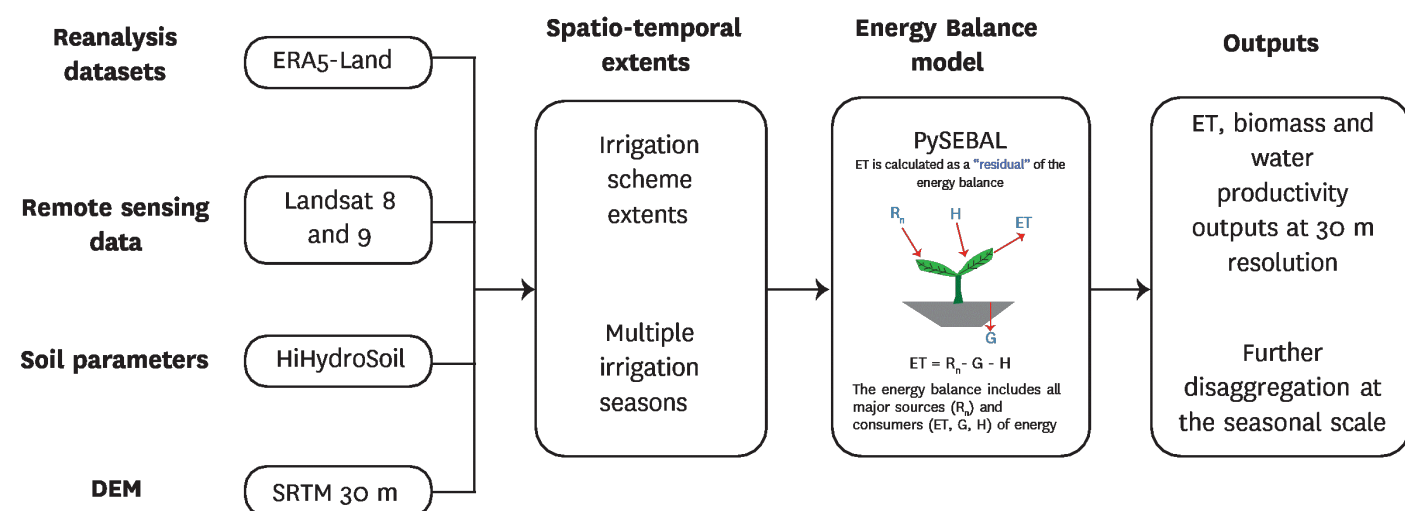 Reanalysis
datasets
ERA5-Land
Remote sensing
data
Landsat 8
and 9
Soil parameters
HiHydroSoil
DEM
SRTM 30 m
Spatio-temporal
extents
Irrigation
scheme
extents
Multiple
irrigation
seasons
Energy Balance
model
PySEBAL
ET is calculated as a “residual” of the
energy balance
Rn
H
ET
G
ET = Rn- G - H
The energy balance includes all
major sources (Rn) and
consumers (ET, G, H) of energy
Outputs
ET, biomass and
water
productivity
outputs at 30 m
resolution
Further
disaggregation at
the seasonal scale